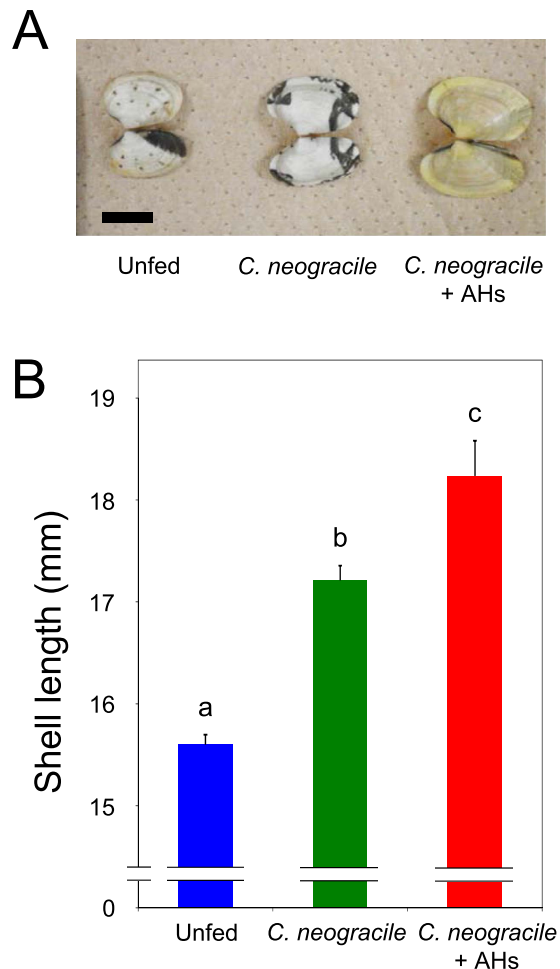 A
Unfed
C. neogracile
C. neogracile
+ AHs
B
Shell length (mm)
19
18
17
16
15
0
a
b
c
Unfed
C. neogracile
C. neogracile
+ AHs